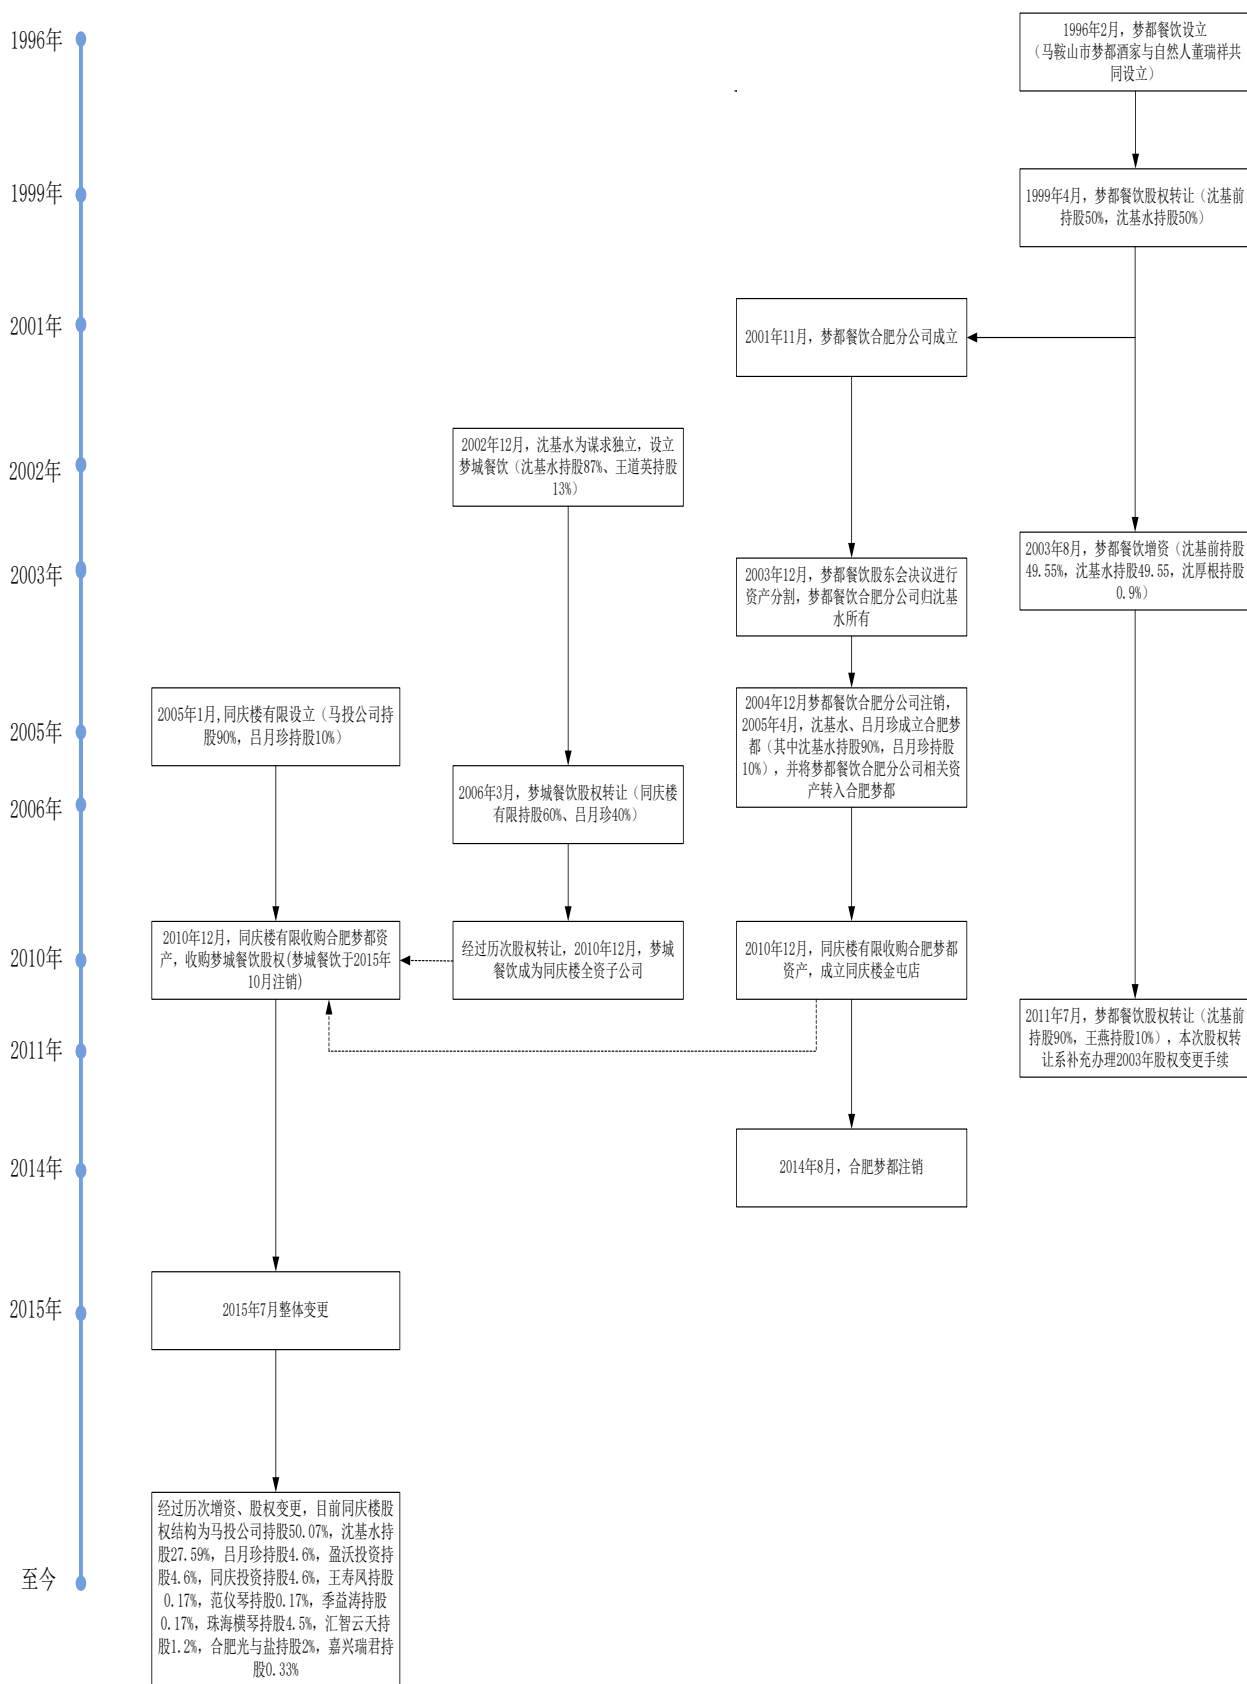 1996年
1996年2月，梦都餐饮设立
（马鞍山市梦都酒家与自然人董瑞祥共
同设立）
1999年
1999年4月，梦都餐饮股权转让（沈基前
持股50%，沈基水持股50%）
2001年
2001年11月，梦都餐饮合肥分公司成立
2002年
2002年12月，沈基水为谋求独立，设立
梦城餐饮（沈基水持股87%、王道英持股
13%）
2003年
2003年12月，梦都餐饮股东会决议进行
资产分割，梦都餐饮合肥分公司归沈基
水所有
2003年8月，梦都餐饮增资（沈基前持股
49.55%，沈基水持股49.55，沈厚根持股
0.9%）
2005年
2005年1月,同庆楼有限设立（马投公司持
股90%，吕月珍持股10%）
2004年12月梦都餐饮合肥分公司注销，
2005年4月，沈基水、吕月珍成立合肥梦
都（其中沈基水持股90%，吕月珍持股
10%），并将梦都餐饮合肥分公司相关资
产转入合肥梦都
2006年
2006年3月，梦城餐饮股权转让（同庆楼
有限持股60%、吕月珍40%）
2010年
2010年12月，同庆楼有限收购合肥梦都资
产，收购梦城餐饮股权(梦城餐饮于2015年
10月注销)
经过历次股权转让，2010年12月，梦城
餐饮成为同庆楼全资子公司
2010年12月，同庆楼有限收购合肥梦都
资产，成立同庆楼金屯店
2011年
2011年7月，梦都餐饮股权转让（沈基前
持股90%，王燕持股10%），本次股权转
让系补充办理2003年股权变更手续
2014年
2014年8月，合肥梦都注销
2015年
2015年7月整体变更
至今
经过历次增资、股权变更，目前同庆楼股
权结构为马投公司持股50.07%，沈基水持
股27.59%，吕月珍持股4.6%，盈沃投资持
股4.6%，同庆投资持股4.6%，王寿凤持股
0.17%，范仪琴持股0.17%，季益涛持股
0.17%，珠海横琴持股4.5%，汇智云天持
股1.2%，合肥光与盐持股2%，嘉兴瑞君持
股0.33%